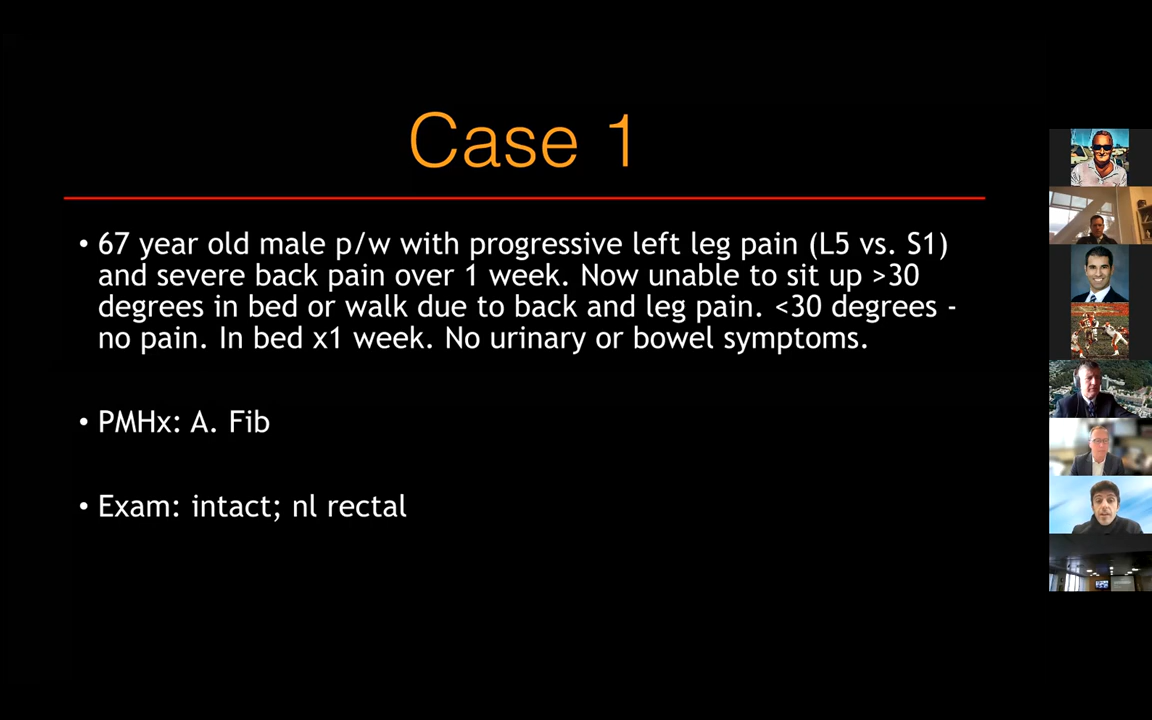 Case 1
• 67 year old male p/w with progressive left leg pain (L5 vs. S1)
and severe back pain over 1 week. Now unable to sit up >30
degrees in bed or walk due to back and leg pain. <30 degrees -
no pain. In bed x1 week. No urinary or bowel symptoms.
• PMHx: A. Fib
• Exam: intact; nl rectal